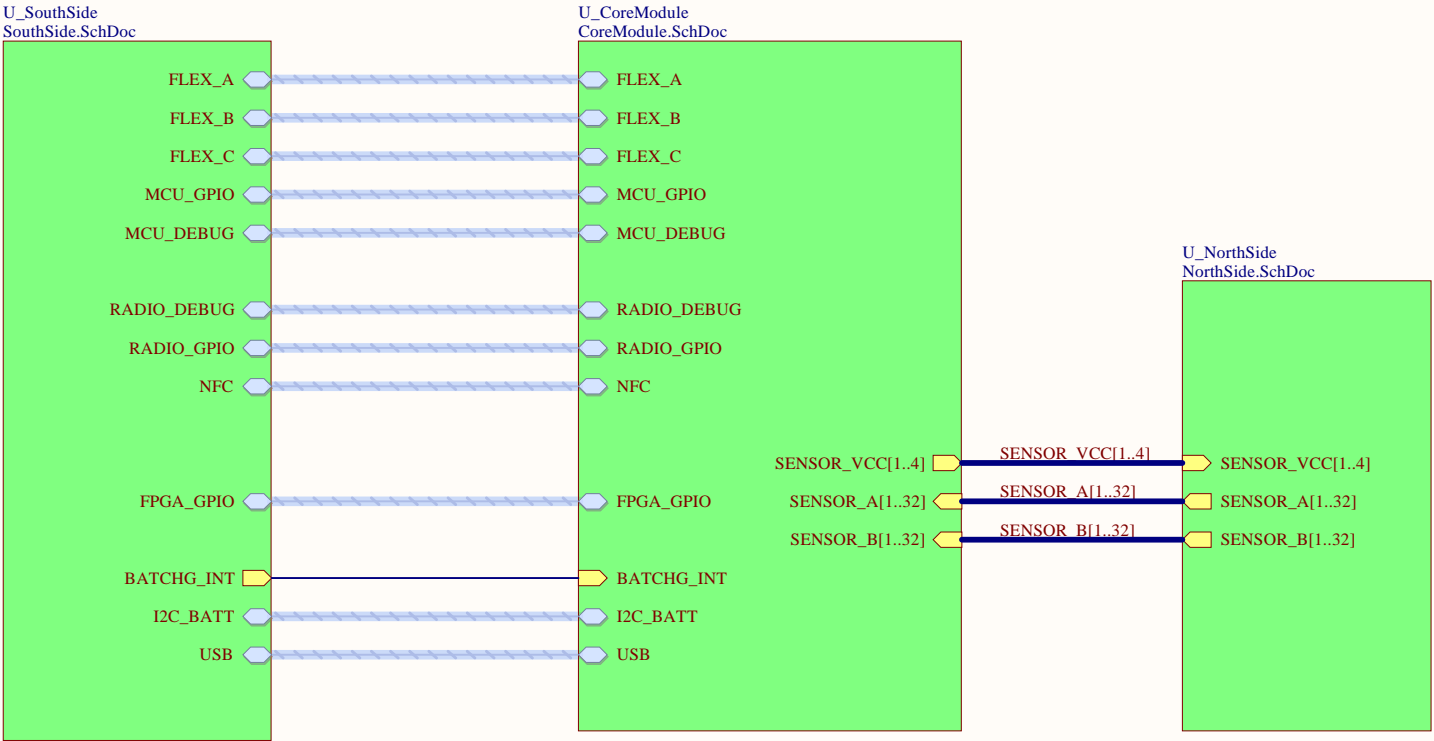 U_SouthSide
SouthSide.SchDoc
FLEX_A
FLEX_B
FLEX_C
MCU_GPIO
MCU_DEBUG
RADIO_DEBUG
RADIO_GPIO
NFC
FPGA_GPIO
BATCHG_INT
I2C_BATT
USB
U_CoreModule
CoreModule.SchDoc
FLEX_A
FLEX_B
FLEX_C
MCU_GPIO
MCU_DEBUG
RADIO_DEBUG
RADIO_GPIO
NFC
FPGA_GPIO
BATCHG_INT
I2C_BATT
USB
SENSOR_VCC[1..4]
SENSOR_A[1..32]
SENSOR_B[1..32]
SENSOR_VCC[1..4]
SENSOR_A[1..32]
SENSOR_B[1..32]
U_NorthSide
NorthSide.SchDoc
SENSOR_VCC[1..4]
SENSOR_A[1..32]
SENSOR_B[1..32]